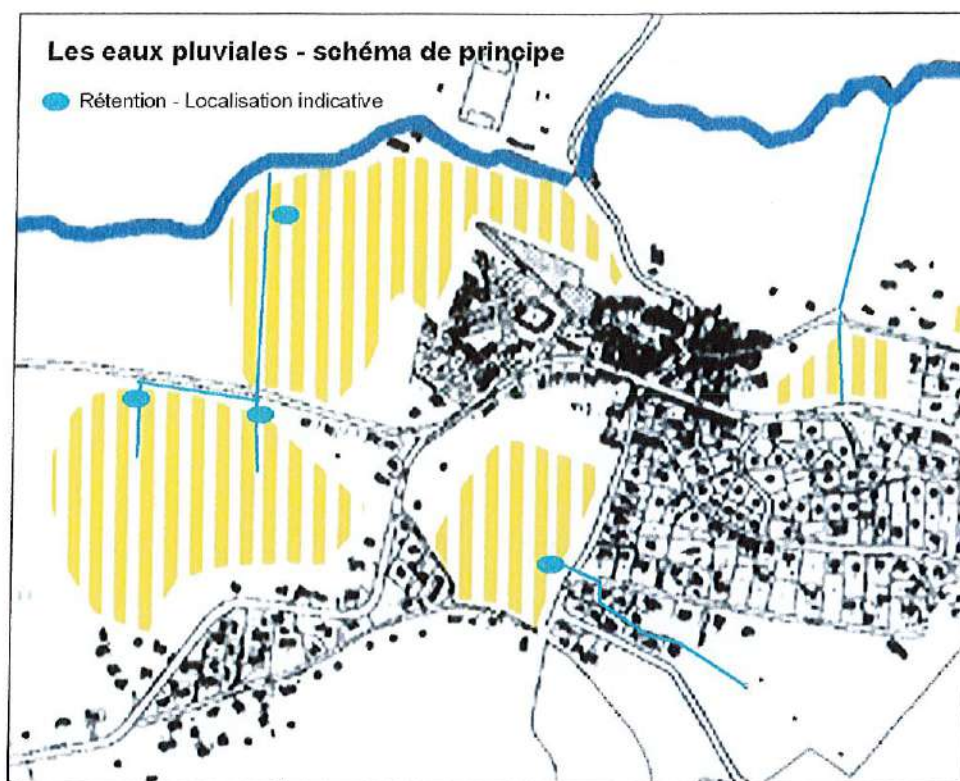 Les eaux pluviales - schéma de principe
Rétention - Localisation indicative